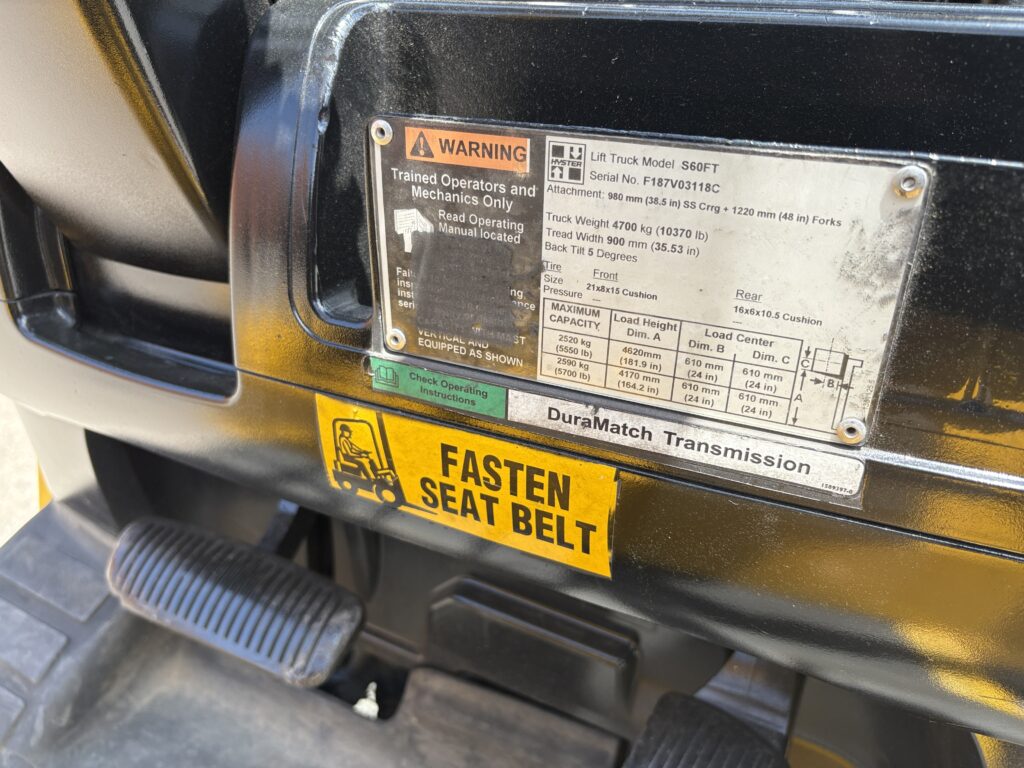 WARNING
Trained Operators and
Mechanics Only
Read Operating
Manual located
VERTICAL AND
EQUIPPED AS SHOWN
HYSTER
Lift Truck Model S60FT
Serial No. F187V03118C
Attachment: 980 mm (38.5 in) SS Crrg + 1220 mm (48 in) Forks
Truck Weight 4700 kg (10370 lb)
Tread Width 900 mm (35.53 in)
Back Tilt 5 Degrees
Tire Front Rear
Size 21x8x15 Cushion 16x6x10.5 Cushion
Pressure
MAXIMUM CAPACITY Load Height Dim. A Load Center Dim. B Dim. C
2520 kg (5550 lb) 4620mm (181.9 in) 610 mm (24 in) 610 mm (24 in)
2590 kg (5700 lb) 4170 mm (164.2 in) 610 mm (24 in) 610 mm (24 in)
C
B
A
Check Operating
Instructions
DuraMatch Transmission
FASTEN
SEAT BELT